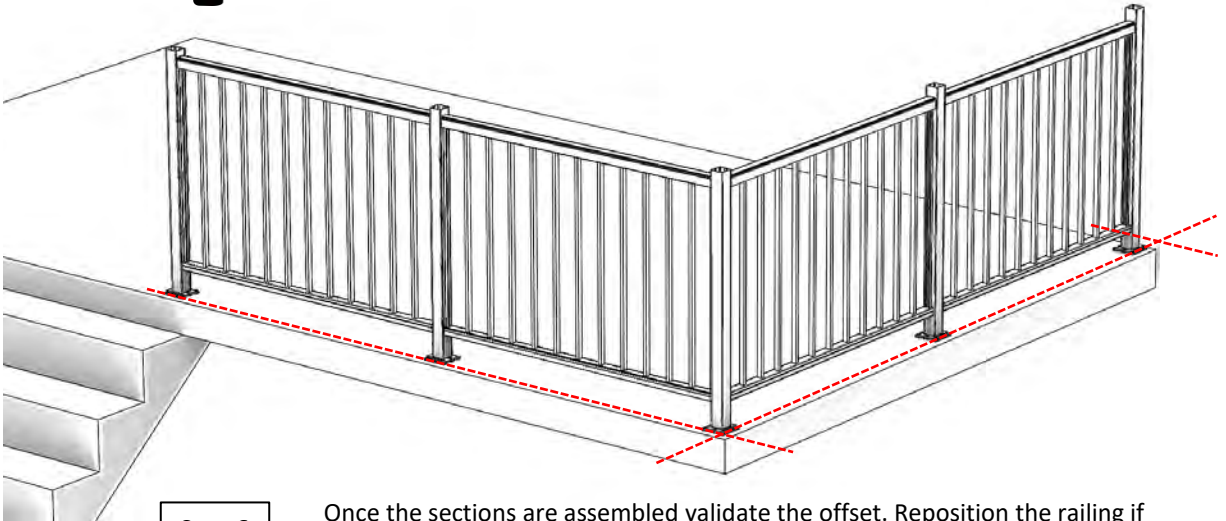 Once the sections are assembled validate the offset. Reposition the railing if